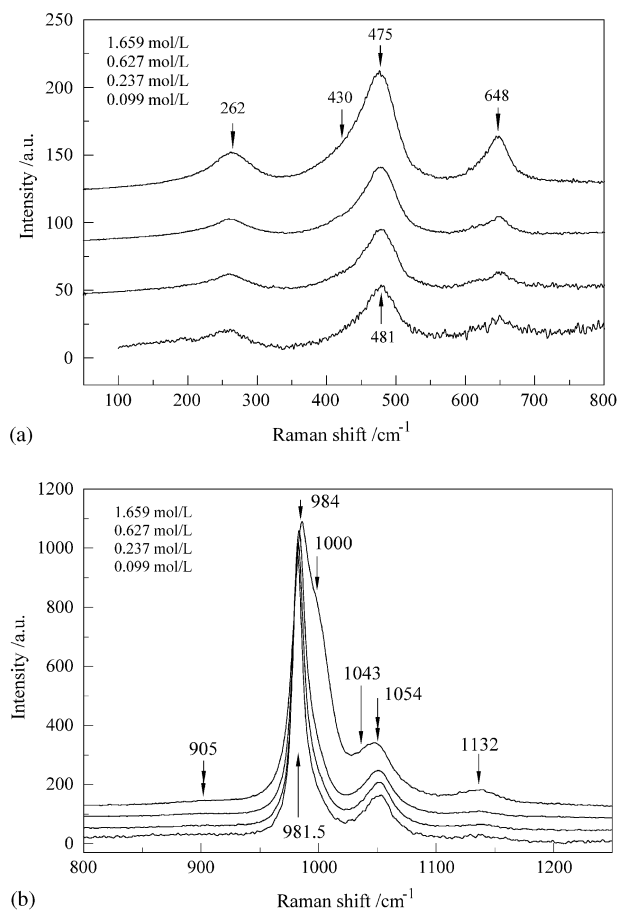 250
200
150
100
50
0
Intensity /a.u.
1.659 mol/L
0.627 mol/L
0.237 mol/L
0.099 mol/L
475
430
262
648
481
100 200 300 400 500 600 700 800
Raman shift /cm-1
(a)
1200
1000
800
600
400
200
0
Intensity /a.u.
1.659 mol/L
0.627 mol/L
0.237 mol/L
0.099 mol/L
984
1000
1043
1054
905
1132
981.5
800 900 1000 1100 1200
Raman shift /cm-1
(b)